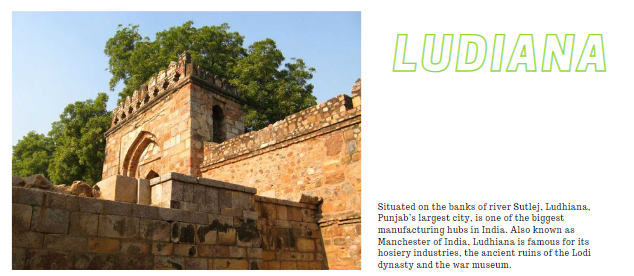 LUDIANA
Situated on the banks of river Sutlej, Ludhiana,
Punjab's largest city, is one of the biggest
manufacturing hubs in India. Also known as
Manchester of India, Ludhiana is famous for its
hosiery industries, the ancient ruins of the Lodi
dynasty and the war museum.